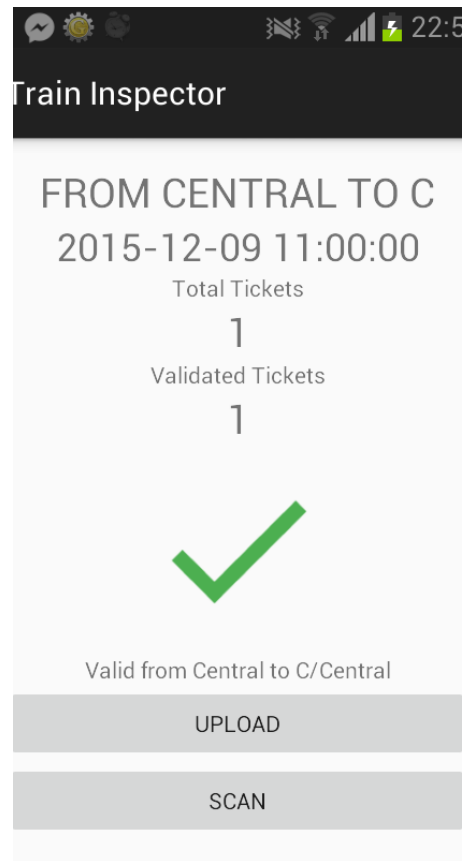 22:5
Train Inspector
FROM CENTRAL TO C
2015-12-09 11:00:00
Total Tickets
1
Validated Tickets
1
Valid from Central to C/Central
UPLOAD
SCAN